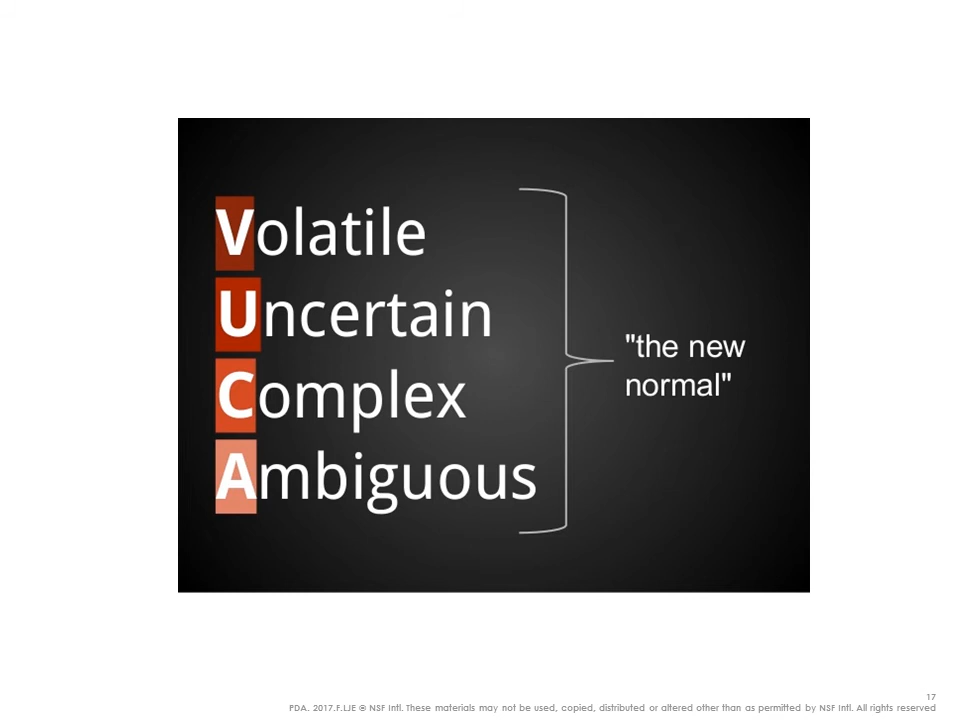 Volatile
Uncertain
Complex
Ambiguous
"the new
normal"
17
PDA. 2017.F.LJE ® NSF Intl. These materials may not be used, copied, distributed or altered other than as permitted by NSF Intl. All rights reserved